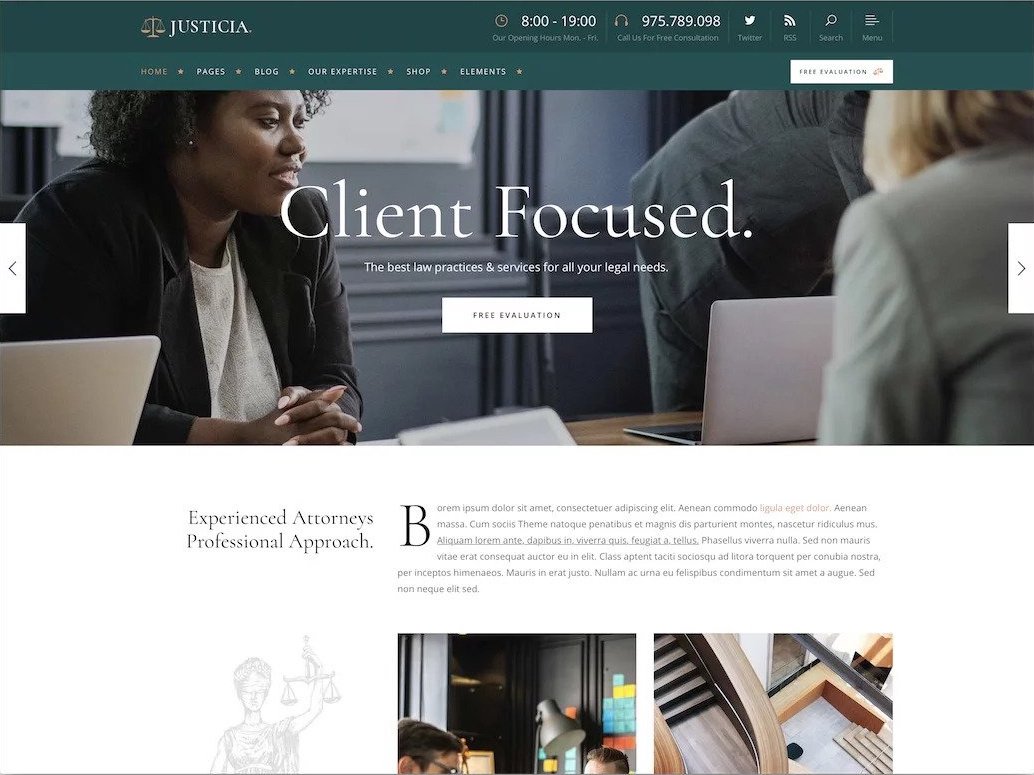 JUSTICIA.
8:00 - 19:00
975.789.098
Our Opening Hours Mon. - Fri.
Call Us For Free Consultation
Twitter
RSS
Search
Menu
HOME
PAGES
BLOG
OUR EXPERTISE
SHOP
ELEMENTS
FREE EVALUATION
Client Focused.
The best law practices & services for all your legal needs.
FREE EVALUATION
Experienced Attorneys
Professional Approach.
Borem ipsum dolor sit amet, consectetuer adipiscing elit. Aenean commodo ligula eget dolor. Aenean
massa. Cum sociis Theme natoque penatibus et magnis dis parturient montes, nascetur ridiculus mus.
Aliquam lorem ante, dapibus in, viverra quis, feugiat a, tellus. Phasellus viverra nulla. Sed non mauris
vitae erat consequat auctor eu in elit. Class aptent taciti sociosqu ad litora torquent per conubia nostra,
per inceptos himenaeos. Mauris in erat justo. Nullam ac urna eu felispibus condimentum sit amet a augue. Sed
non neque elit sed.